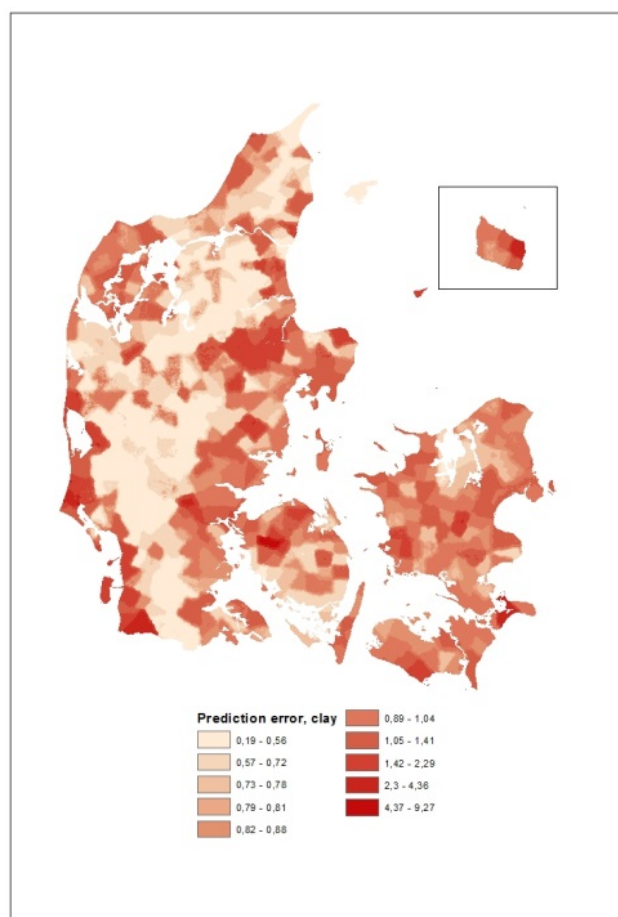 Prediction error, clay
0,19 - 0,56
0,57 - 0,72
0,73 - 0,78
0,79 - 0,81
0,82 - 0,88
0,89 - 1,04
1,05 - 1,41
1,42 - 2,29
2,3 - 4,36
4,37 - 9,27